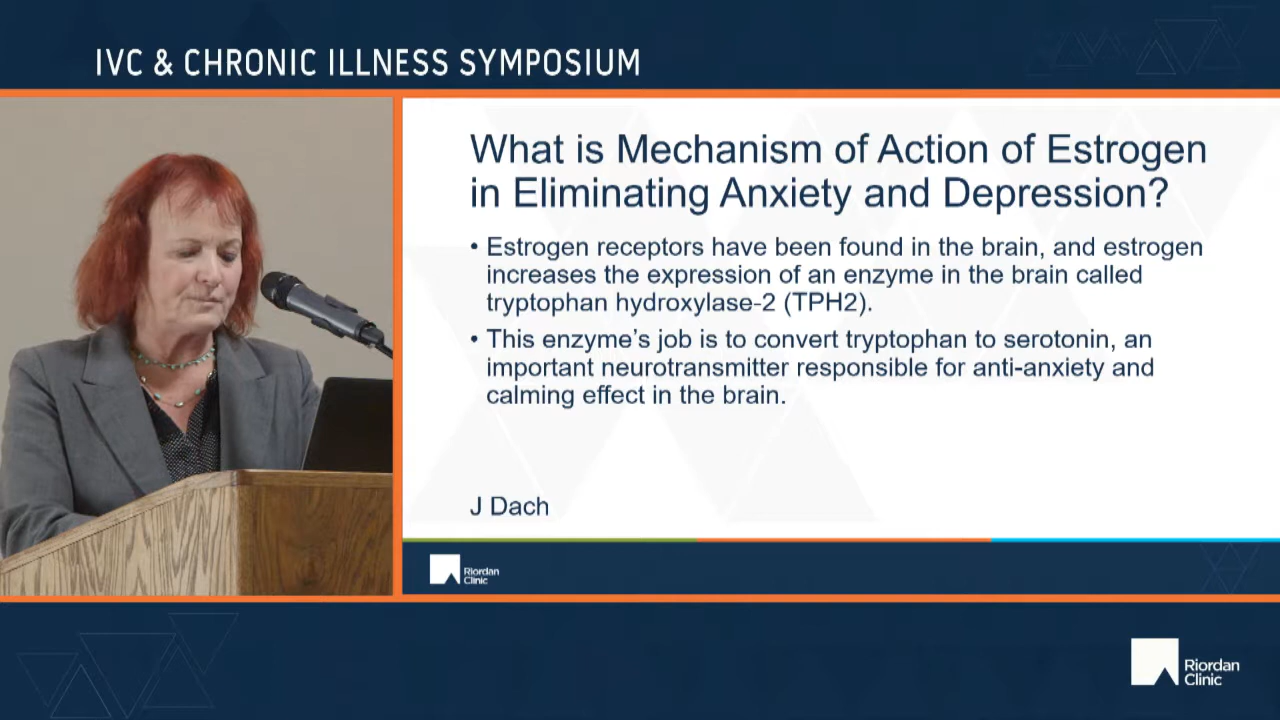 IVC & CHRONIC ILLNESS SYMPOSIUM
What is Mechanism of Action of Estrogen
in Eliminating Anxiety and Depression?
• Estrogen receptors have been found in the brain, and estrogen
increases the expression of an enzyme in the brain called
tryptophan hydroxylase-2 (TPH2).
• This enzyme's job is to convert tryptophan to serotonin, an
important neurotransmitter responsible for anti-anxiety and
calming effect in the brain.
J Dach
Riordan
Clinic
Riordan
Clinic